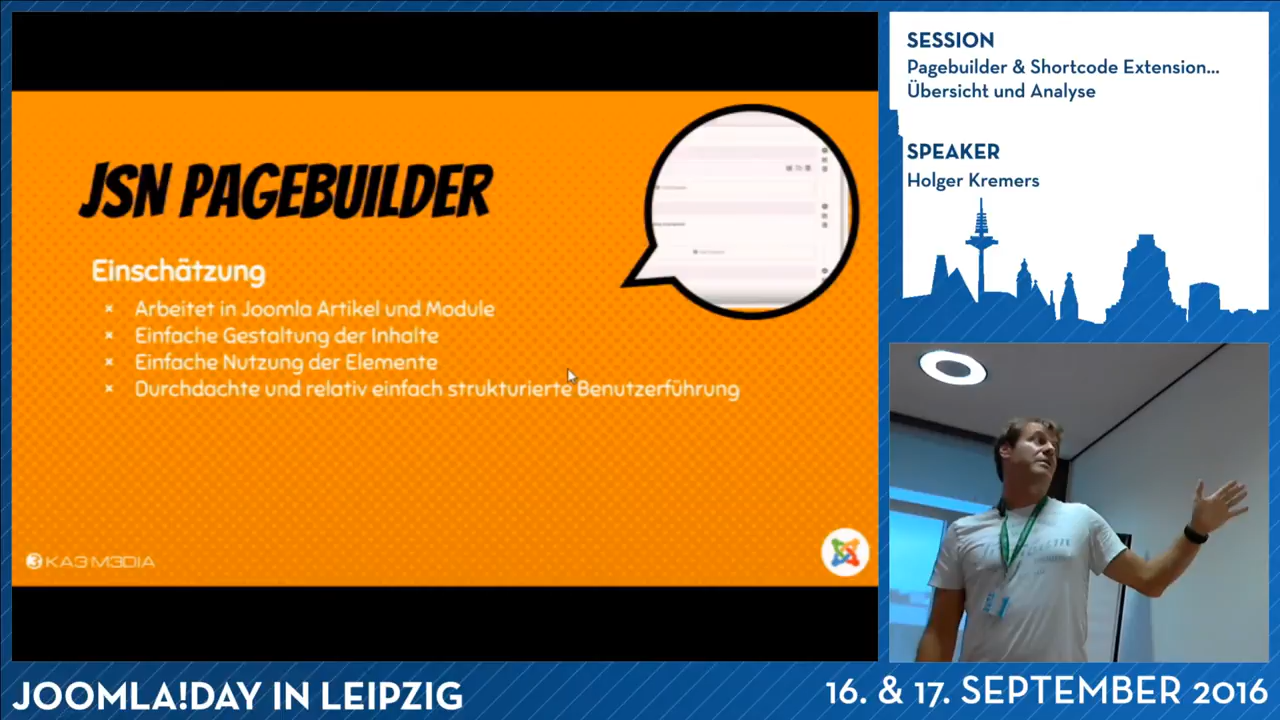 JSN PAGEBUILDER
Einschätzung
× Arbeitet in Joomla Artikel und Module
× Einfache Gestaltung der Inhalte
× Einfache Nutzung der Elemente
× Durchdachte und relativ einfach strukturierte Benutzerführung
3 KA3 M3DIA
SESSION
Pagebuilder & Shortcode Extension...
Übersicht und Analyse
SPEAKER
Holger Kremers
JOOMLA!DAY IN LEIPZIG
16. & 17. SEPTEMBER 2016